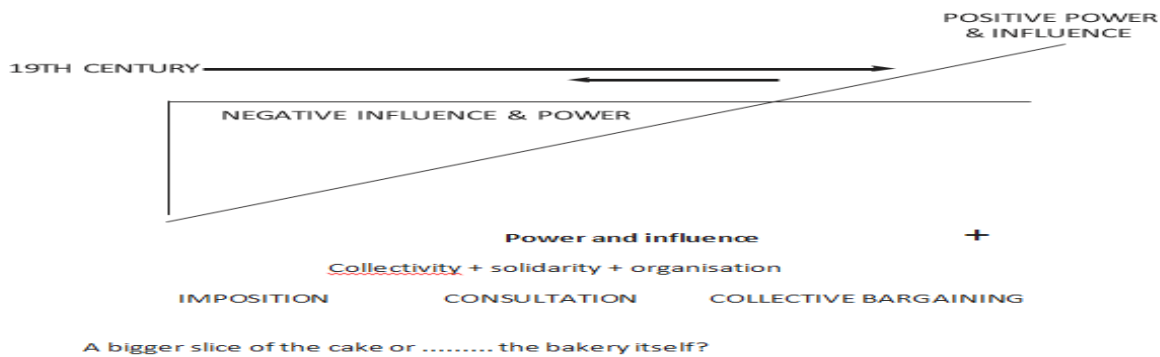 POSITIVE POWER
& INFLUENCE
19TH CENTURY
NEGATIVE INFLUENCE & POWER
Power and influence +
Collectivity + solidarity + organisation
IMPOSITION CONSULTATION COLLECTIVE BARGAINING
A bigger slice of the cake or ......... the bakery itself?